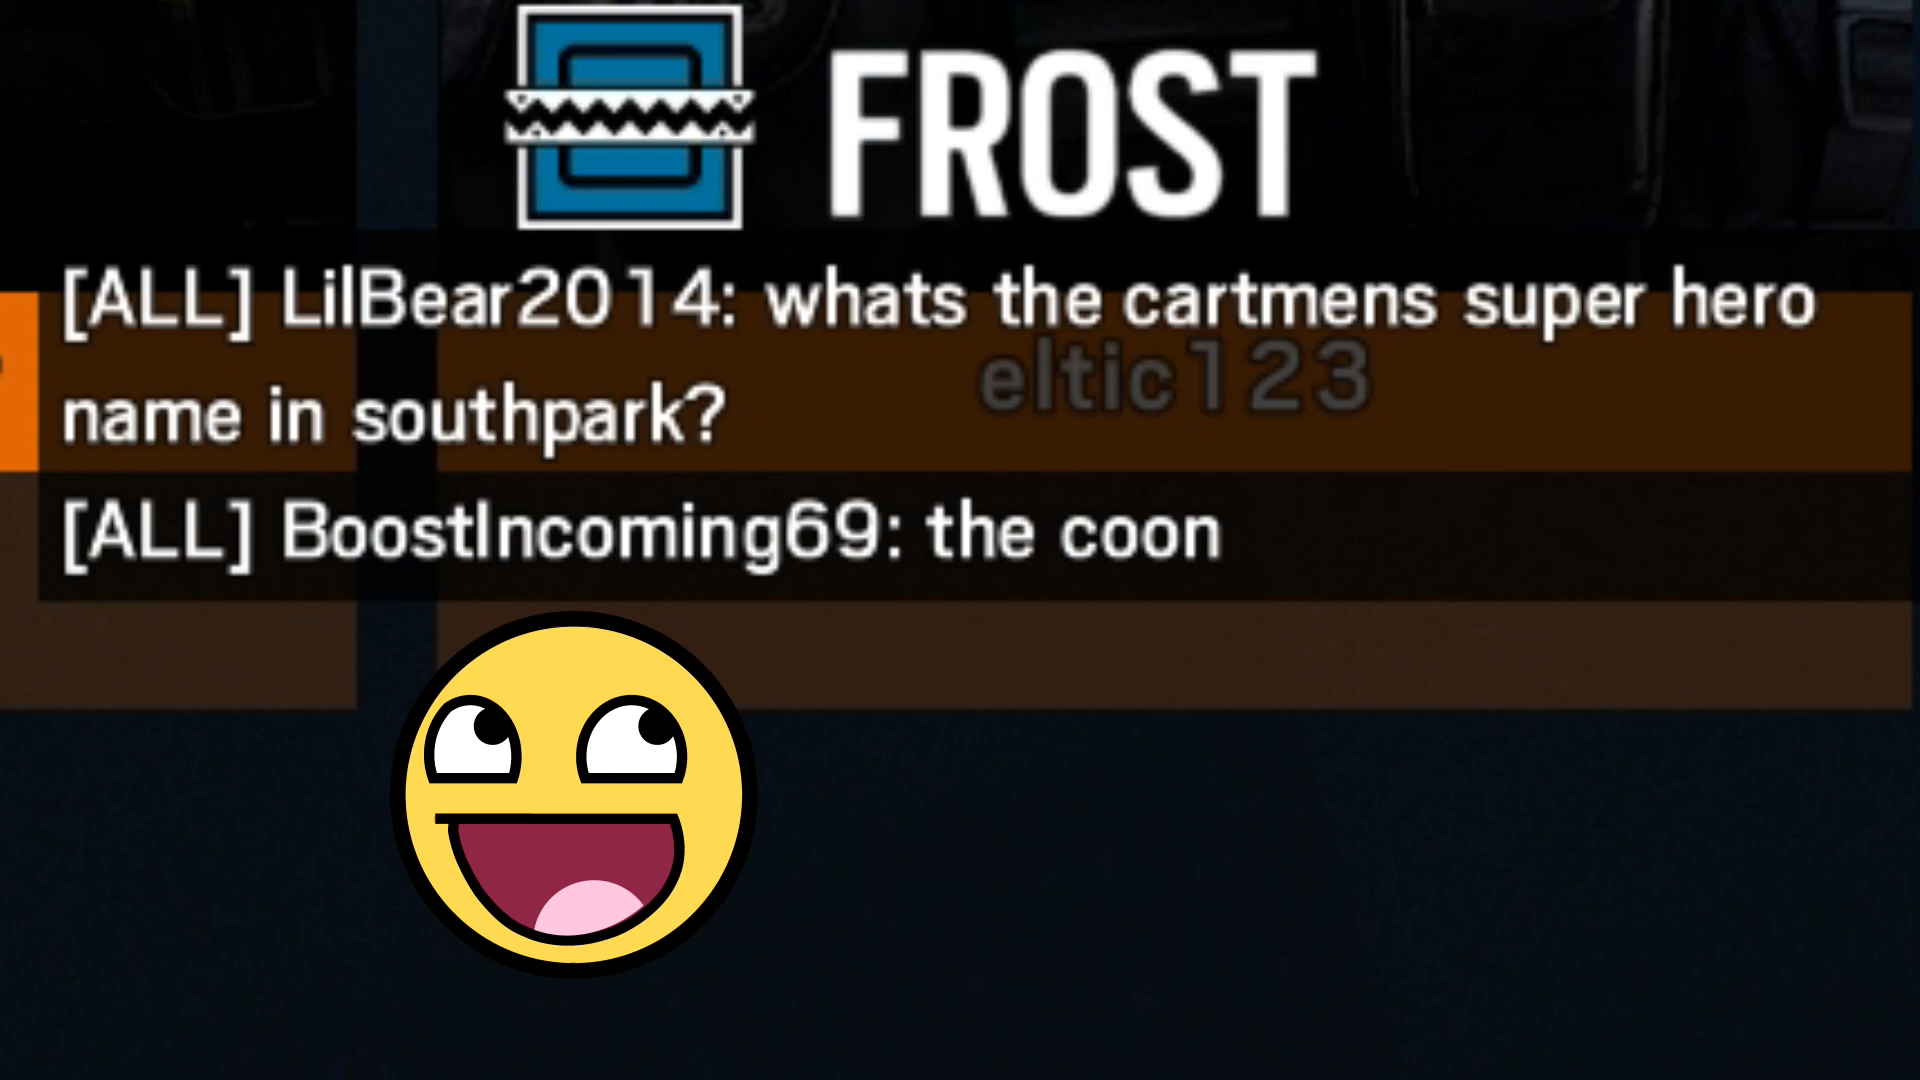 FROST
[ALL] LilBear2014: whats the cartmens super hero
eltic123
name in southpark?
[ALL] BoostIncoming69: the coon